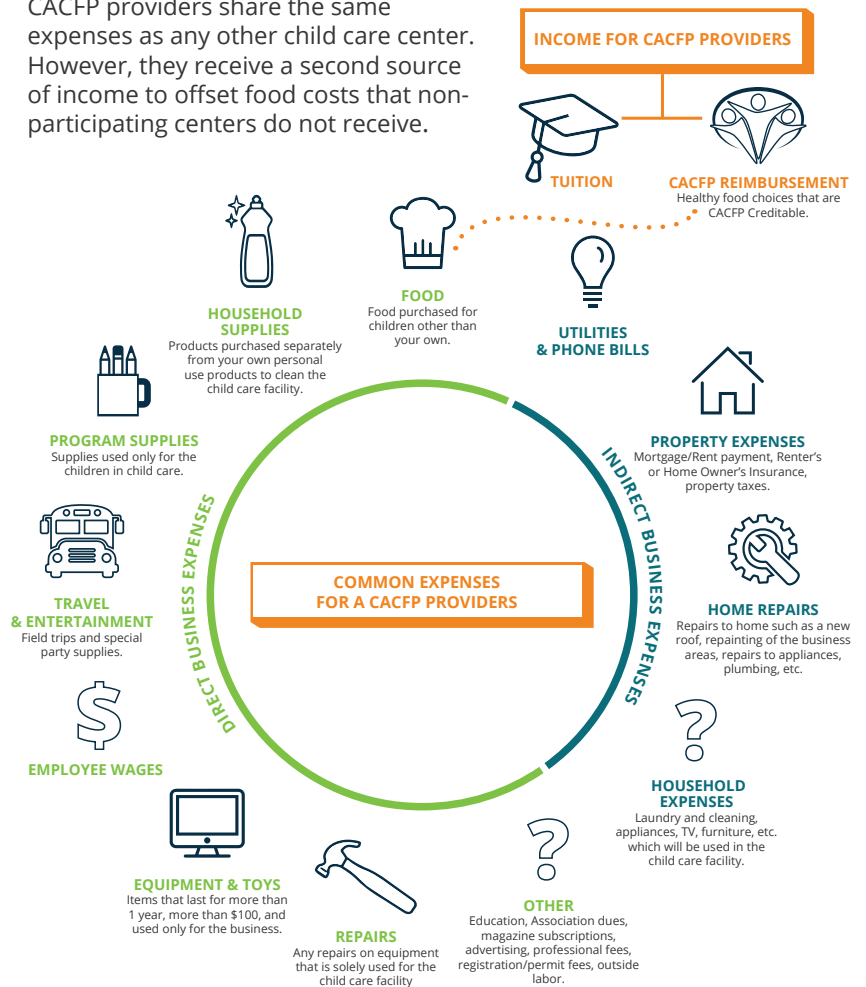 CACFP providers share the same
expenses as any other child care center.
However, they receive a second source
of income to offset food costs that non-
participating centers do not receive.
INCOME FOR CACFP PROVIDERS
TUITION
CACFP REIMBURSEMENT
Healthy food choices that are
CACFP Creditable.
FOOD
Food purchased for
children other than
your own.
HOUSEHOLD
SUPPLIES
Products purchased separately
from your own personal
use products to clean the
child care facility.
UTILITIES
& PHONE BILLS
PROGRAM SUPPLIES
Supplies used only for the
children in child care.
PROPERTY EXPENSES
Mortgage/Rent payment, Renter's
or Home Owner's Insurance,
property taxes.
DIRECT BUSINESS EXPENSES
INDIRECT BUSINESS EXPENSES
COMMON EXPENSES
FOR A CACFP PROVIDERS
TRAVEL
& ENTERTAINMENT
Field trips and special
party supplies.
HOME REPAIRS
Repairs to home such as a new
roof, repainting of the business
areas, repairs to appliances,
plumbing, etc.
$
EMPLOYEE WAGES
?
HOUSEHOLD
EXPENSES
Laundry and cleaning,
appliances, TV, furniture, etc.
which will be used in the
child care facility.
EQUIPMENT & TOYS
Items that last for more than
1 year, more than $100, and
used only for the business.
REPAIRS
Any repairs on equipment
that is solely used for the
child care facility
?
OTHER
Education, Association dues,
magazine subscriptions,
advertising, professional fees,
registration/permit fees, outside
labor.